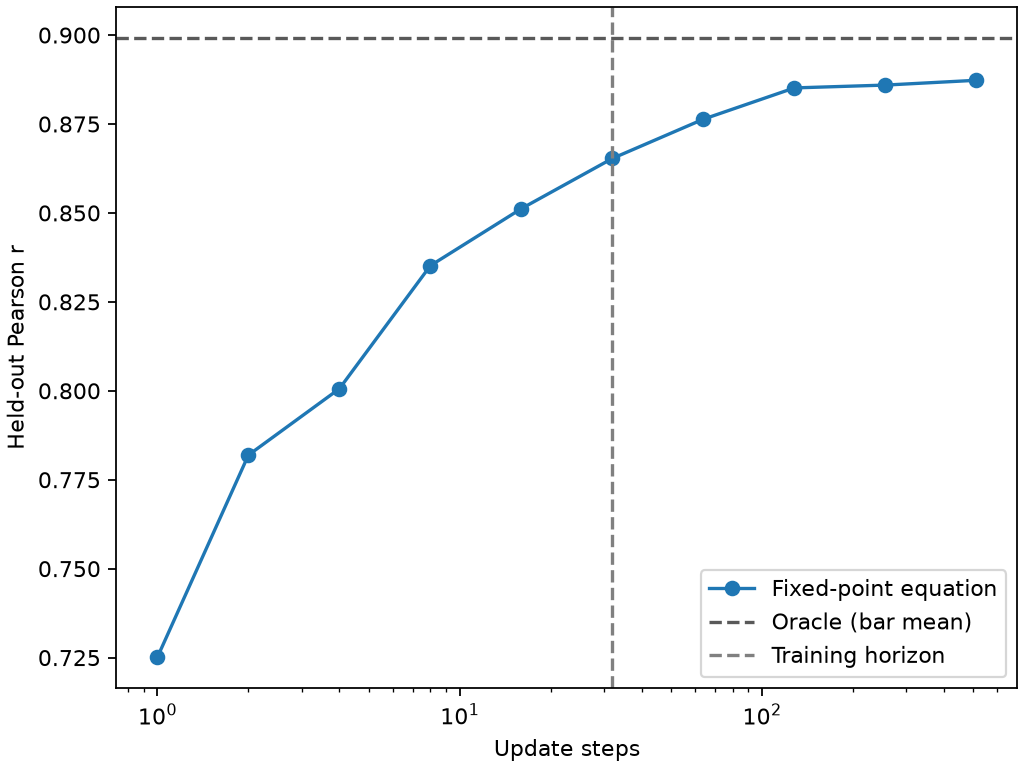 0.900
0.875
0.850
0.825
0.800
0.775
0.750
0.725
Held-out Pearson r
10⁰
10¹
10²
Update steps
Fixed-point equation
Oracle (bar mean)
Training horizon